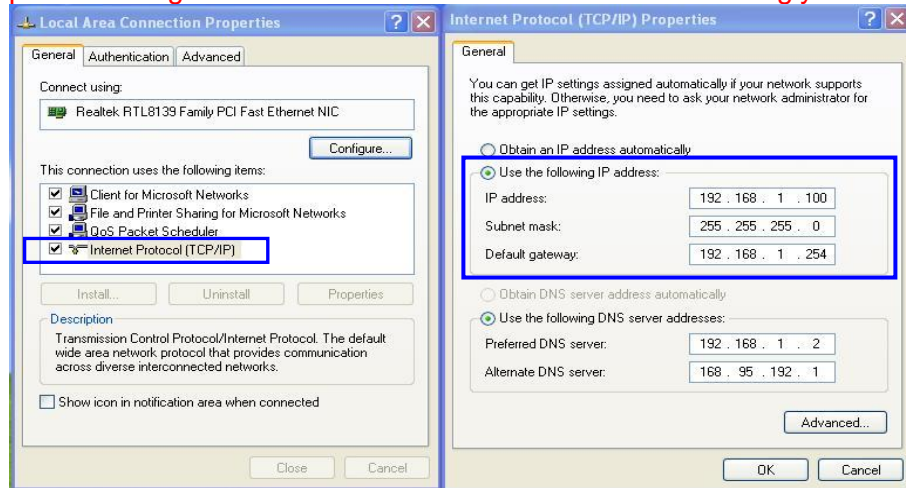 Local Area Connection Properties
General Authentication Advanced
Connect using:
Realtek RTL8139 Family PCI Fast Ethernet NIC
Configure...
This connection uses the following items:
Client for Microsoft Networks
File and Printer Sharing for Microsoft Networks
QoS Packet Scheduler
Internet Protocol (TCP/IP)
Install... Uninstall Properties
Description
Transmission Control Protocol/Internet Protocol. The default
wide area network protocol that provides communication
across diverse interconnected networks.
Show icon in notification area when connected
Close Cancel
Internet Protocol (TCP/IP) Properties
General
You can get IP settings assigned automatically if your network supports
this capability. Otherwise, you need to ask your network administrator for
the appropriate IP settings.
Obtain an IP address automatically
Use the following IP address:
IP address: 192 . 168 . 1 . 100
Subnet mask: 255 . 255 . 255 . 0
Default gateway: 192 . 168 . 1 . 254
Obtain DNS server address automatically
Use the following DNS server addresses:
Preferred DNS server: 192 . 168 . 1 . 2
Alternate DNS server: 168 . 95 . 192 . 1
Advanced...
OK Cancel